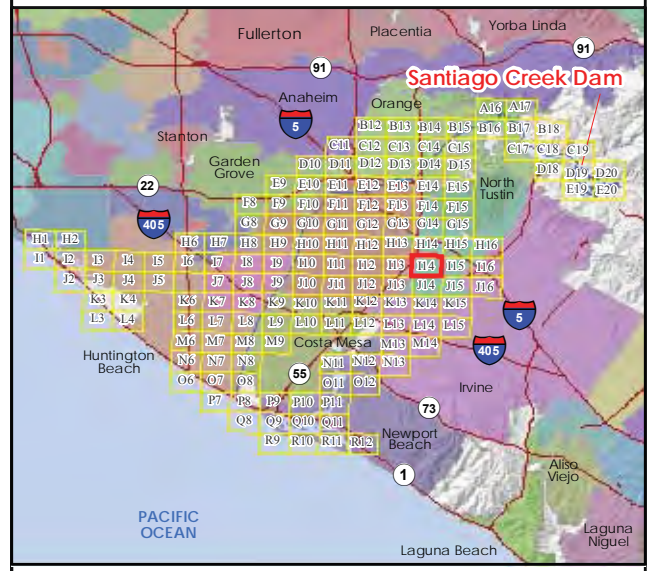 Fullerton
Placentia
Yorba Linda
91
91
Santiago Creek Dam
Anaheim
Orange
A16 A17
5
B12 B13 B14 B15 B16 B17 B18
Stanton
C11 C12 C13 C14 C15 C17 C18 C19
Garden
Grove
D10 D11 D12 D13 D14 D15 D18 D19 D20
North
Tustin
22
E9 E10 E11 E12 E13 E14 E15 E19 E20
F8 F9 F10 F11 F12 F13 F14 F15
405
G8 G9 G10 G11 G12 G13 G14 G15
H1 H2 H6 H7 H8 H9 H10 H11 H12 H13 H14 H15 H16
I1 I2 I3 I4 I5 I6 I7 I8 I9 I10 I11 I12 I13 I14 I15 I16
J2 J3 J4 J5 J7 J8 J9 J10 J11 J12 J13 J14 J15 J16
K3 K4 K6 K7 K8 K9 K10 K11 K12 K13 K14 K15
5
L3 L4 L6 L7 L8 L9 L10 L11 L12 L13 L14 L15
M6 M7 M8 M9 Costa Mesa M13 M14
405
Huntington
Beach
N6 N7 N8 N11 N12 N13
55
O6 O7 O8 O11 O12
Irvine
P7 P8 P9 P10 P11
73
Q8 Q9 Q10 Q11
Newport
Beach
R9 R10 R11 R12
1
Aliso
Viejo
PACIFIC
OCEAN
Laguna
Niguel
Laguna Beach